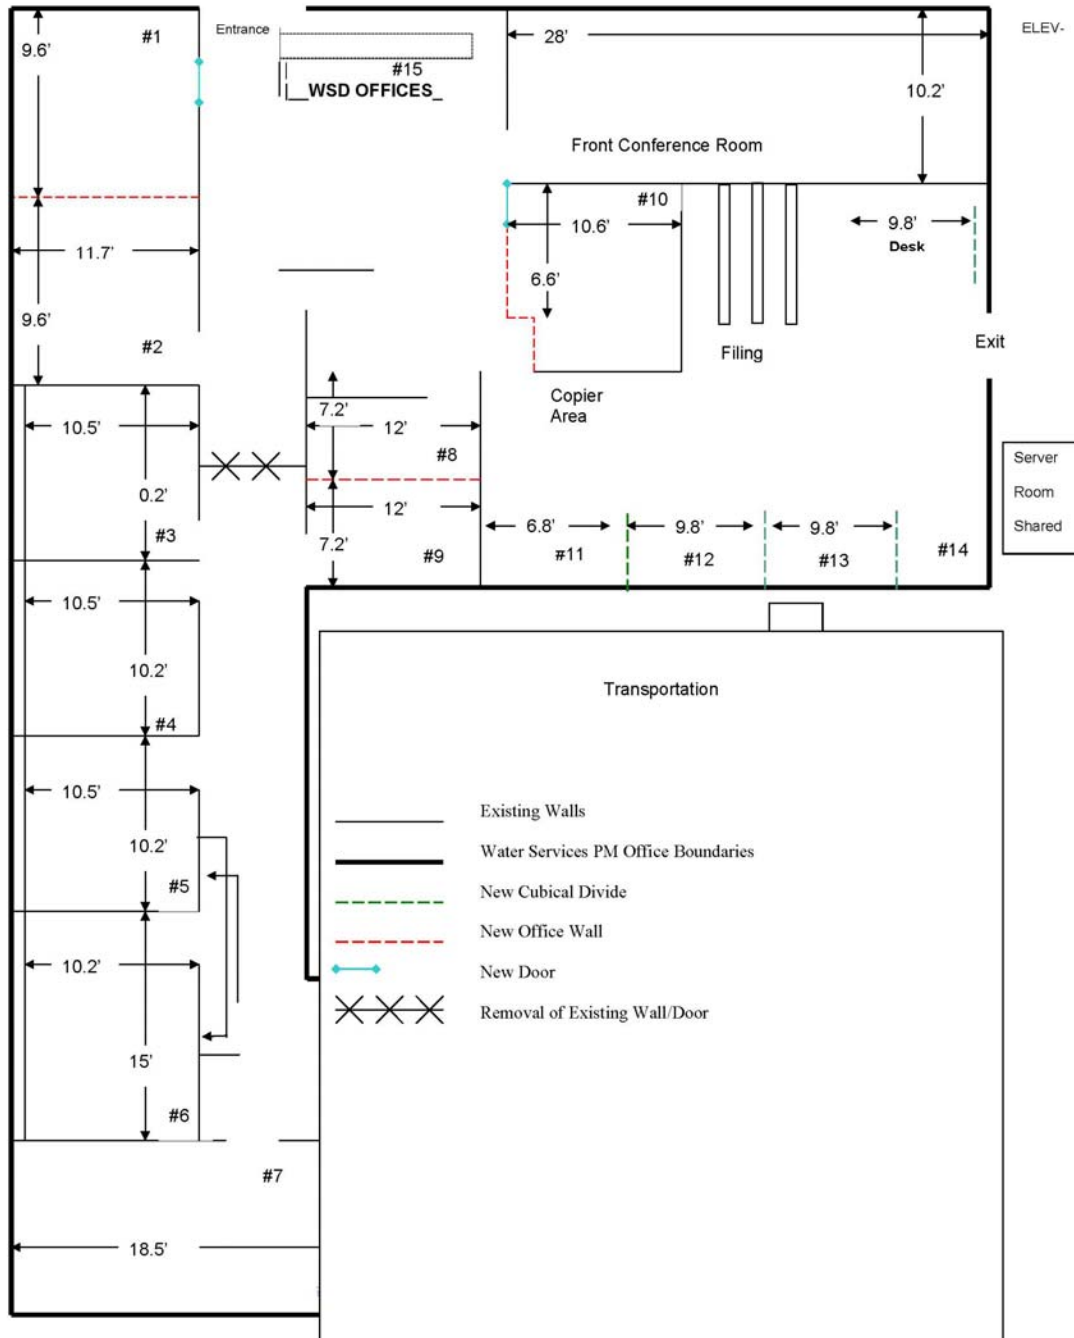 #1
Entrance
ELEV-
9.6'
28'
#15
WSD OFFICES
10.2'
Front Conference Room
#10
10.6'
9.8'
Desk
11.7'
6.6'
9.6'
#2
Exit
Filing
Copier
Area
7.2'
10.5'
12'
#8
Server
Room
Shared
0.2'
12'
6.8'
9.8'
9.8'
#3
7.2'
#9
#11
#12
#13
#14
10.5'
10.2'
Transportation
#4
10.5'
Existing Walls
10.2'
Water Services PM Office Boundaries
#5
New Cubical Divide
New Office Wall
10.2'
New Door
Removal of Existing Wall/Door
15'
#6
#7
18.5'